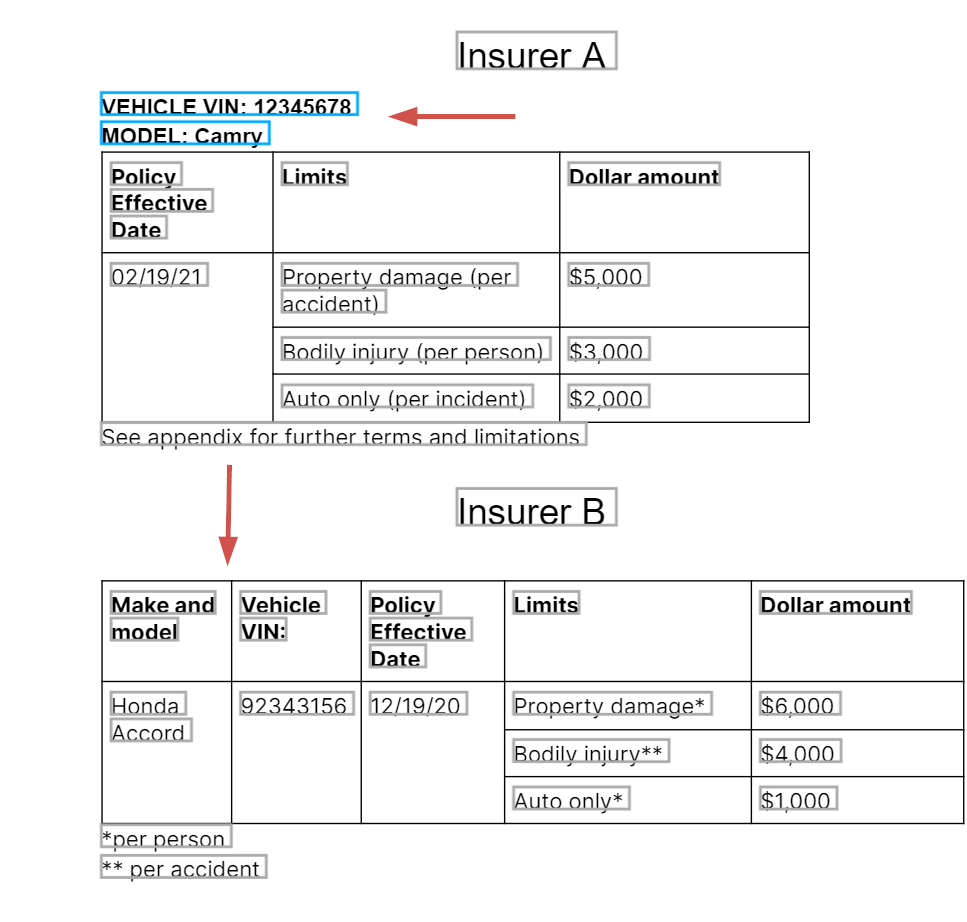 Insurer A
VEHICLE VIN: 12345678
MODEL: Camry
Policy Effective Date Limits Dollar amount
02/19/21 Property damage (per accident) $5,000
Bodily injury (per person) $3,000
Auto only (per incident) $2,000
See appendix for further terms and limitations
Insurer B
Make and model Vehicle VIN: Policy Effective Date Limits Dollar amount
Honda Accord 92343156 12/19/20 Property damage* $6,000
Bodily injury** $4,000
Auto only* $1,000
*per person
** per accident